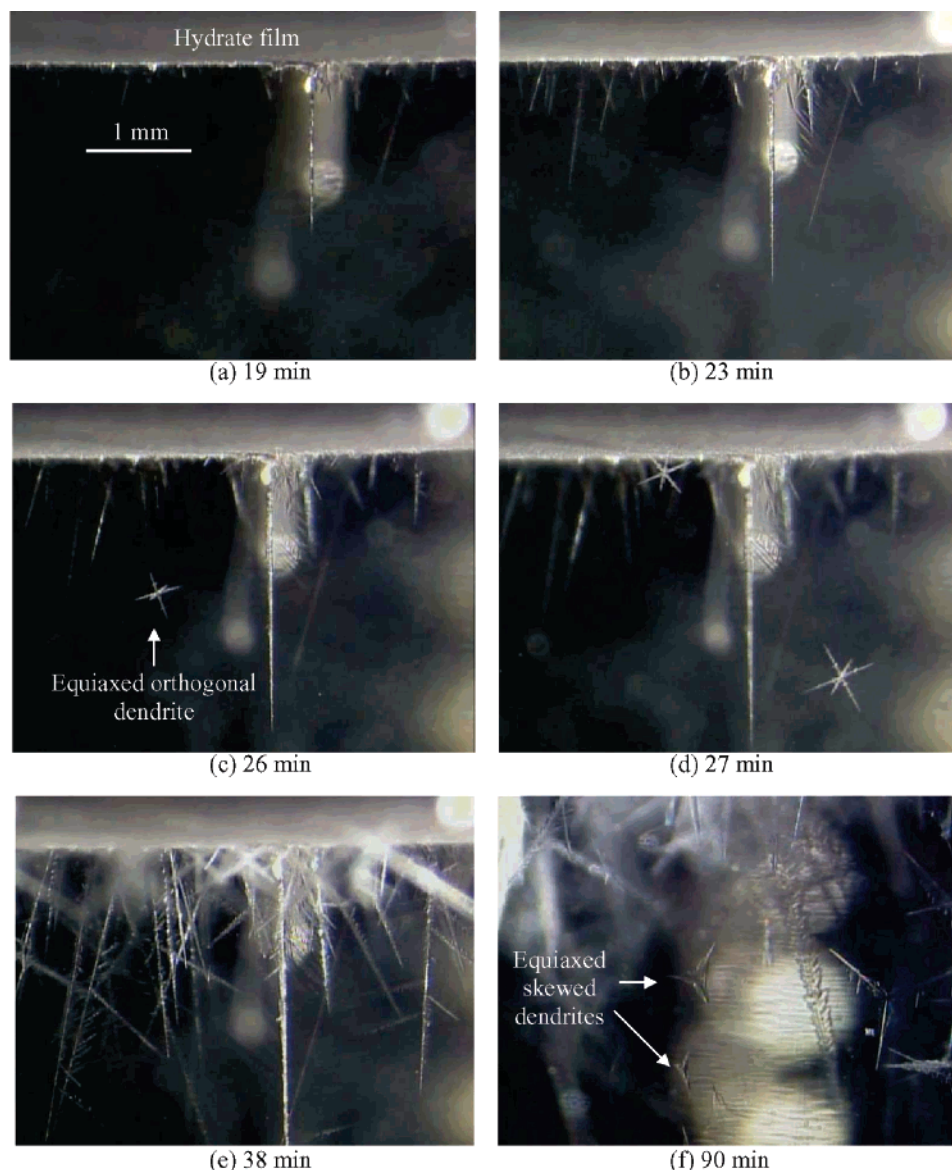 Hydrate film
1 mm
(a) 19 min
(b) 23 min
Equiaxed orthogonal
dendrite
(c) 26 min
(d) 27 min
(e) 38 min
Equiaxed
skewed
dendrites
(f) 90 min